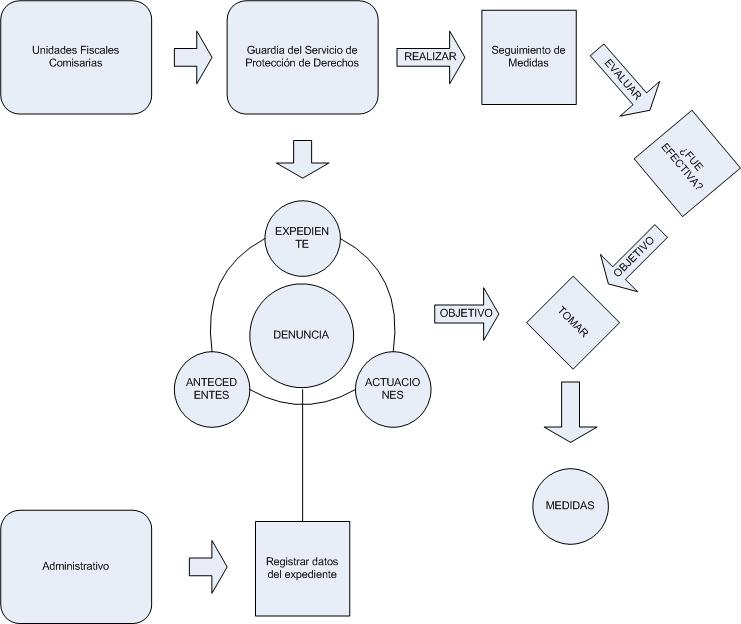 Unidades Fiscales
Comisarias
Guardia del Servicio de
Protección de Derechos
REALIZAR
Seguimiento de
Medidas
EVALUAR
¿FUE
EFECTIVA?
OBJETIVO
TOMAR
EXPEDIEN
TE
DENUNCIA
OBJETIVO
ANTECED
ENTES
ACTUACIO
NES
MEDIDAS
Administrativo
Registrar datos
del expediente